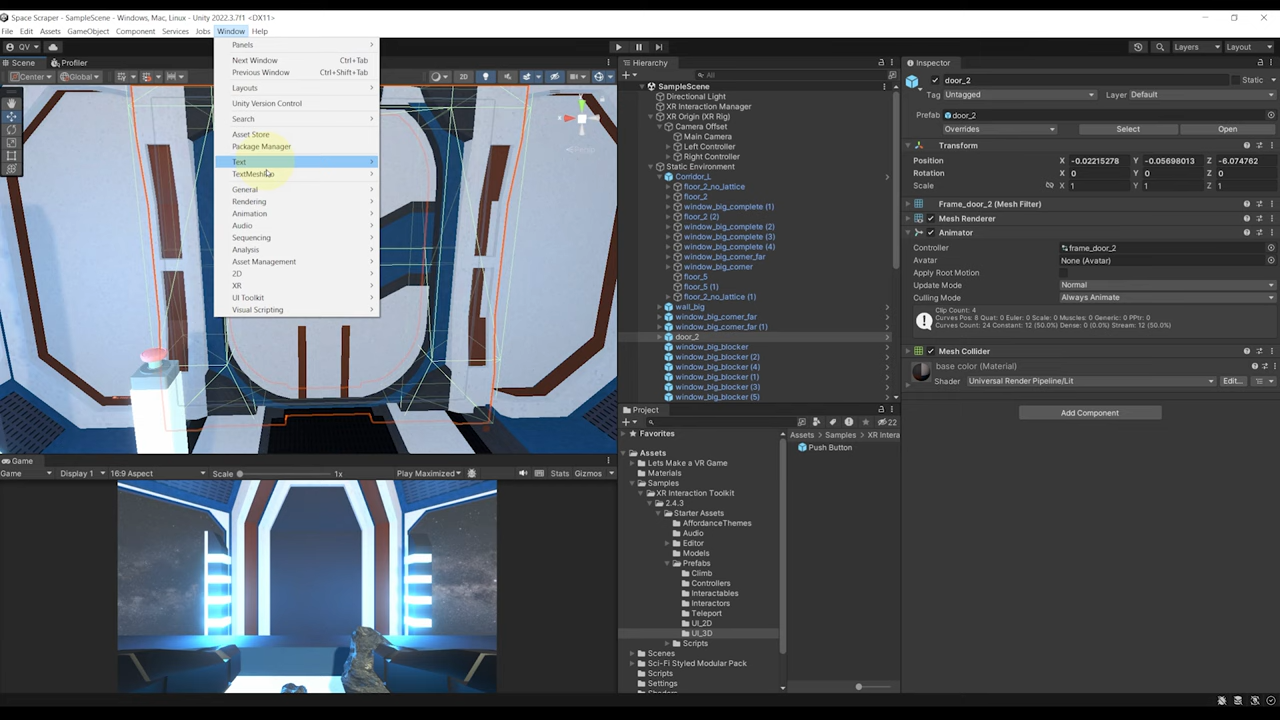 Space Scraper - SampleScene - Windows, Mac, Linux - Unity 2022.3.7f1 <DX11>
File Edit Assets GameObject Component Services Jobs Window Help
QV Layers Layout
Scene Profiler
Center Global 2D
Panels
Next Window Ctrl+Tab
Previous Window Ctrl+Shift+Tab
Layouts
Unity Version Control
Search
Asset Store
Package Manager
Text
TextMeshPro
General
Rendering
Animation
Audio
Sequencing
Analysis
Asset Management
2D
XR
UI Toolkit
Visual Scripting
Persp
Game
Game Display 1 16:9 Aspect Scale 1x Play Maximized Stats Gizmos
Hierarchy
All
SampleScene
Directional Light
XR Interaction Manager
XR Origin (XR Rig)
Camera Offset
Main Camera
Left Controller
Right Controller
Static Environment
Corridor_L
floor_2_no_lattice
floor_2
window_big_complete (1)
floor_2 (2)
window_big_complete (2)
window_big_complete (3)
window_big_complete (4)
window_big_corner_far
window_big_corner
floor_5
floor_5 (1)
floor_2_no_lattice (1)
wall_big
window_big_corner_far
window_big_corner_far (1)
door_2
window_big_blocker
window_big_blocker (2)
window_big_blocker (4)
window_big_blocker (1)
window_big_blocker (3)
window_big_blocker (5)
Project
22
Favorites
Assets
Lets Make a VR Game
Materials
Samples
XR Interaction Toolkit
2.4.3
Starter Assets
AffordanceThemes
Audio
Editor
Models
Prefabs
Climb
Controllers
Interactables
Interactors
Teleport
UI_2D
UI_3D
Scripts
Scenes
Sci-Fi Styled Modular Pack
Scripts
Settings
Assets Samples XR Intera
Push Button
Inspector
door_2 Static
Tag Untagged Layer Default
Prefab door_2
Overrides Select Open
Transform
Position X -0.02215278 Y -0.05698013 Z -6.074762
Rotation X 0 Y 0 Z 0
Scale X 1 Y 1 Z 1
Frame_door_2 (Mesh Filter)
Mesh Renderer
Animator
Controller frame_door_2
Avatar None (Avatar)
Apply Root Motion
Update Mode Normal
Culling Mode Always Animate
Clip Count: 4
Curves Pos: 8 Quat: 0 Euler: 0 Scale: 0 Muscles: 0 Generic: 0 PPtr: 0
Curves Count: 24 Constant: 12 (50.0%) Dense: 0 (0.0%) Stream: 12 (50.0%)
Mesh Collider
base color (Material)
Shader Universal Render Pipeline/Lit Edit...
Add Component